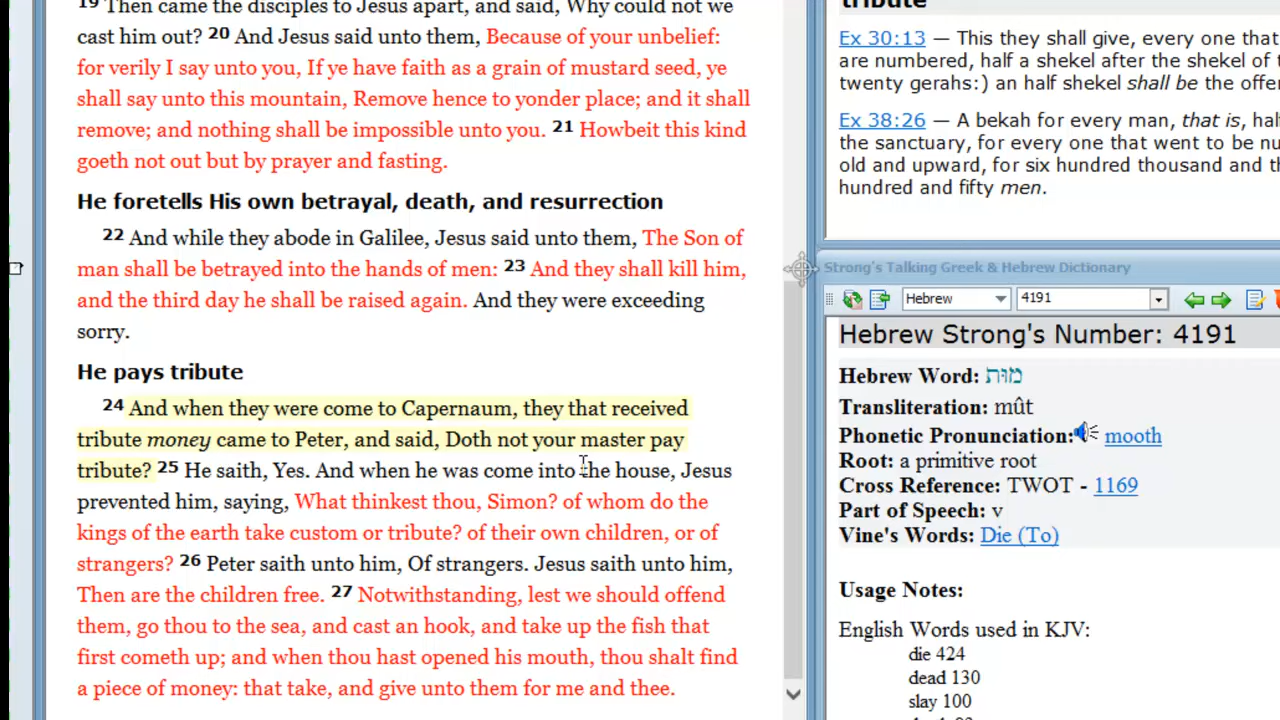 19 Then came the disciples to Jesus apart, and said, Why could not we
cast him out? 20 And Jesus said unto them, Because of your unbelief:
for verily I say unto you, If ye have faith as a grain of mustard seed, ye
shall say unto this mountain, Remove hence to yonder place; and it shall
remove; and nothing shall be impossible unto you. 21 Howbeit this kind
goeth not out but by prayer and fasting.
He foretells His own betrayal, death, and resurrection
22 And while they abode in Galilee, Jesus said unto them, The Son of
man shall be betrayed into the hands of men: 23 And they shall kill him,
and the third day he shall be raised again. And they were exceeding
sorry.
He pays tribute
24 And when they were come to Capernaum, they that received
tribute money came to Peter, and said, Doth not your master pay
tribute? 25 He saith, Yes. And when he was come into the house, Jesus
prevented him, saying, What thinkest thou, Simon? of whom do the
kings of the earth take custom or tribute? of their own children, or of
strangers? 26 Peter saith unto him, Of strangers. Jesus saith unto him,
Then are the children free. 27 Notwithstanding, lest we should offend
them, go thou to the sea, and cast an hook, and take up the fish that
first cometh up; and when thou hast opened his mouth, thou shalt find
a piece of money: that take, and give unto them for me and thee.
tribute
Ex 30:13 — This they shall give, every one that
are numbered, half a shekel after the shekel of
twenty gerahs:) an half shekel shall be the
Ex 38:26 — A bekah for every man, that is,
the sanctuary, for every one that went to be
old and upward, for six hundred thousand and
hundred and fifty men.
Strong's Talking Greek & Hebrew Dictionary
Hebrew 4191
Hebrew Strong's Number: 4191
Hebrew Word: מוּת
Transliteration: mût
Phonetic Pronunciation: mooth
Root: a primitive root
Cross Reference: TWOT - 1169
Part of Speech: v
Vine's Words: Die (To)
Usage Notes:
English Words used in KJV:
die 424
dead 130
slay 100